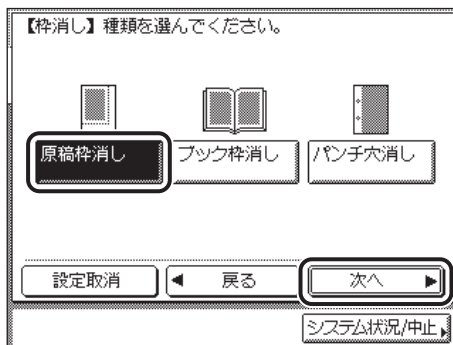 【枠消し】種類を選んでください。
原稿枠消し ブック枠消し パンチ穴消し
設定取消 ◀ 戻る 次へ ▶
システム状況/中止